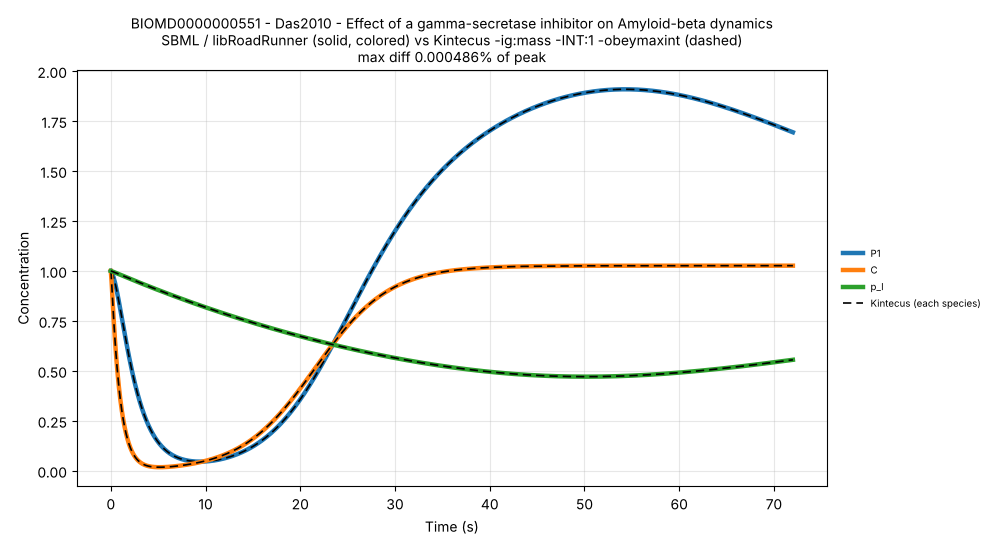 BIOMD0000000551 - Das2010 - Effect of a gamma-secretase inhibitor on Amyloid-beta dynamics
SBML / libRoadRunner (solid, colored) vs Kintecus -ig:mass -INT:1 -obeymaxint (dashed)
max diff 0.000486% of peak
2.00
1.75
1.50
1.25
1.00
0.75
0.50
0.25
0.00
Concentration
0 10 20 30 40 50 60 70
Time (s)
P1
C
p_I
Kintecus (each species)